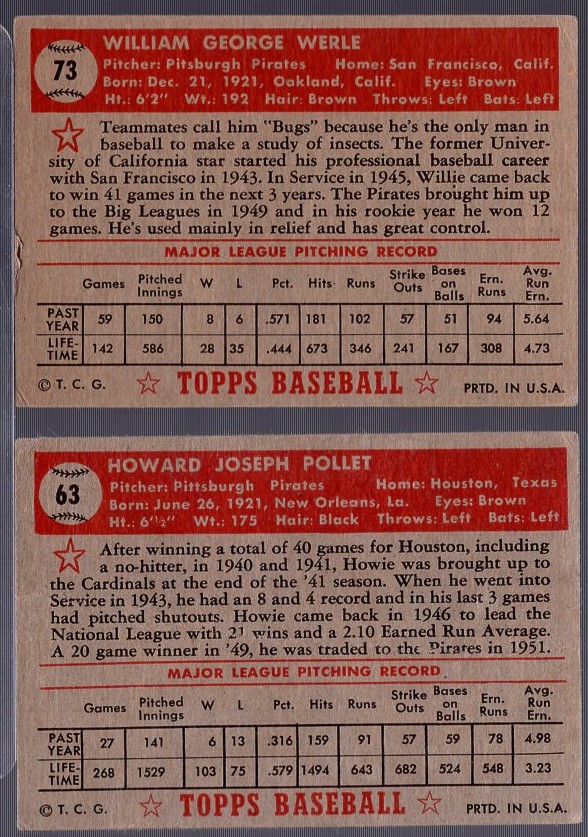 73
WILLIAM GEORGE WERLE
Pitcher: Pittsburgh Pirates Home: San Francisco, Calif.
Born: Dec. 21, 1921, Oakland, Calif. Eyes: Brown
Ht.: 6'2" Wt.: 192 Hair: Brown Throws: Left Bats: Left
Teammates call him "Bugs" because he's the only man in
baseball to make a study of insects. The former Univer-
sity of California star started his professional baseball career
with San Francisco in 1943. In Service in 1945, Willie came back
to win 41 games in the next 3 years. The Pirates brought him up
to the Big Leagues in 1949 and in his rookie year he won 12
games. He's used mainly in relief and has great control.
MAJOR LEAGUE PITCHING RECORD
Games Pitched Innings W L Pct. Hits Runs Strike Outs Bases on Balls Ern. Runs Avg. Run Ern.
PAST YEAR 59 150 8 6 .571 181 102 57 51 94 5.64
LIFE-TIME 142 586 28 35 .444 673 346 241 167 308 4.73
© T. C. G. TOPPS BASEBALL PRTD. IN U.S.A.
63
HOWARD JOSEPH POLLET
Pitcher: Pittsburgh Pirates Home: Houston, Texas
Born: June 26, 1921, New Orleans, La. Eyes: Brown
Ht.: 6'½" Wt.: 175 Hair: Black Throws: Left Bats: Left
After winning a total of 40 games for Houston, including
a no-hitter, in 1940 and 1941, Howie was brought up to
the Cardinals at the end of the '41 season. When he went into
Service in 1943, he had an 8 and 4 record and in his last 3 games
had pitched shutouts. Howie came back in 1946 to lead the
National League with 21 wins and a 2.10 Earned Run Average.
A 20 game winner in '49, he was traded to the Pirates in 1951.
MAJOR LEAGUE PITCHING RECORD
Games Pitched Innings W L Pct. Hits Runs Strike Outs Bases on Balls Ern. Runs Avg. Run Ern.
PAST YEAR 27 141 6 13 .316 159 91 57 59 78 4.98
LIFE-TIME 268 1529 103 75 .579 1494 643 682 524 548 3.23
© T. C. G. TOPPS BASEBALL PRTD. IN U.S.A.